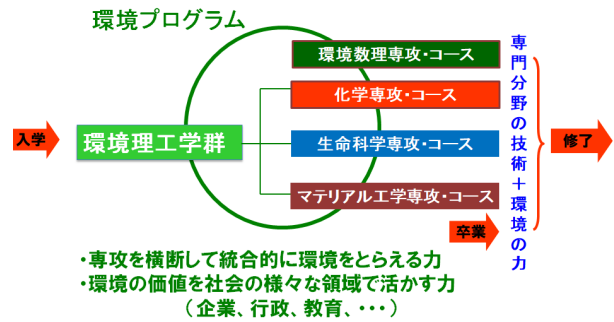 環境プログラム
環境数理専攻・コース
化学専攻・コース
入学
環境理工学群
生命科学専攻・コース
マテリアル工学専攻・コース
卒業
専門分野の技術+環境の力
修了
・専攻を横断して統合的に環境をとらえる力
・環境の価値を社会の様々な領域で活かす力
(企業、行政、教育、・・・)